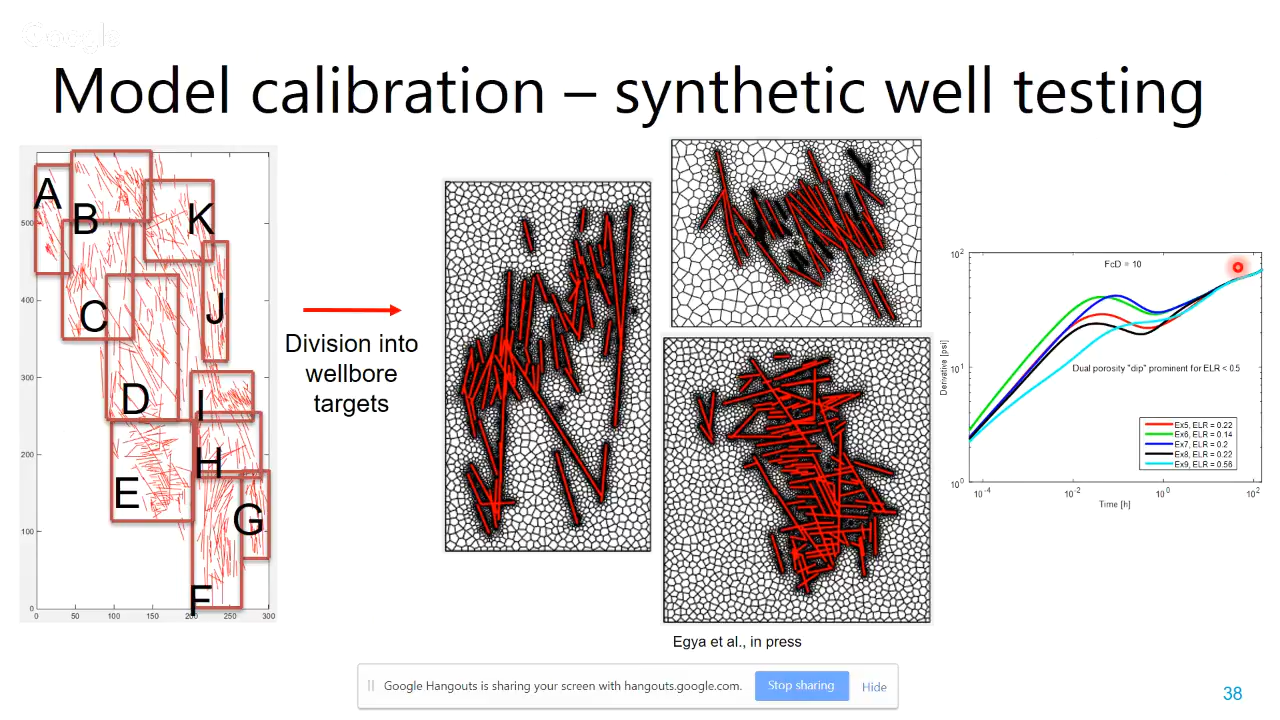 Google
Model calibration – synthetic well testing
A
B
K
C
J
D
I
H
E
G
F
500
400
300
200
100
0
0 50 100 150 200 250 300
Division into
wellbore
targets
Egya et al., in press
FcD = 10
Dual porosity "dip" prominent for ELR < 0.5
Ex5, ELR = 0.22
Ex6, ELR = 0.14
Ex7, ELR = 0.2
Ex8, ELR = 0.22
Ex9, ELR = 0.56
Derivative [psi]
10²
10¹
10⁰
10⁻⁴ 10⁻² 10⁰ 10²
Time [h]
Google Hangouts is sharing your screen with hangouts.google.com.
Stop sharing
Hide
38